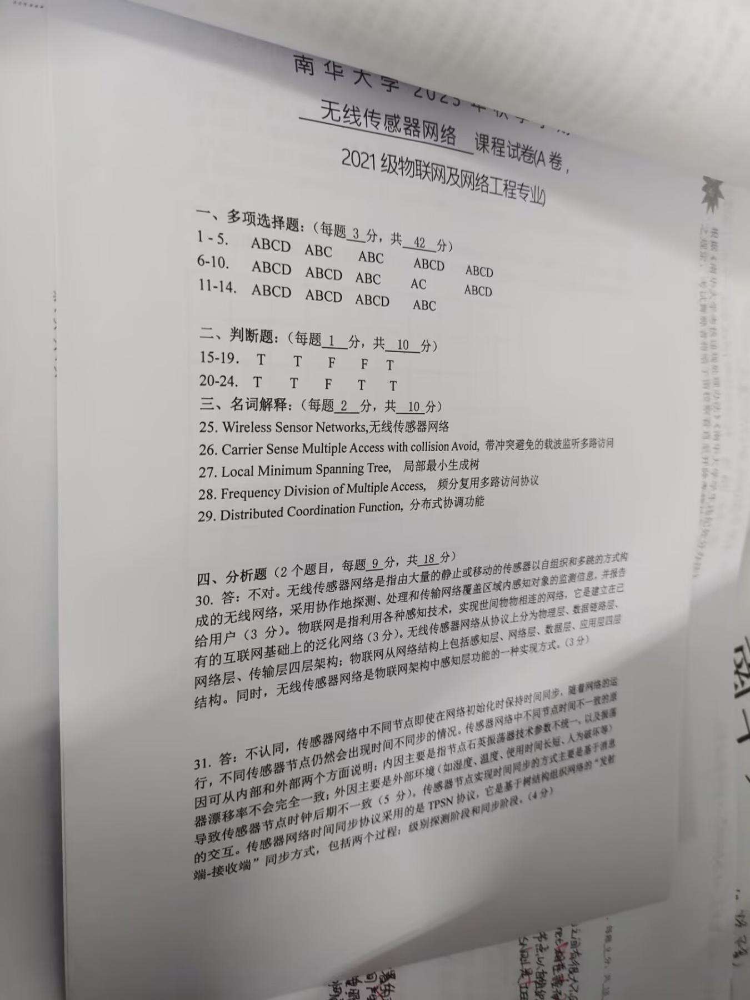 南华大学 2023 年秋季学期
无线传感器网络 课程试卷(A 卷,
2021 级物联网及网络工程专业)
一、多项选择题:（每题 3 分，共 42 分）
1 - 5. ABCD ABC ABC ABCD ABCD
6-10. ABCD ABCD ABC AC ABCD
11-14. ABCD ABCD ABCD ABC
二、判断题:（每题 1 分，共 10 分）
15-19. T T F F T
20-24. T T F T T
三、名词解释:（每题 2 分，共 10 分）
25. Wireless Sensor Networks,无线传感器网络
26. Carrier Sense Multiple Access with collision Avoid, 带冲突避免的载波监听多路访问
27. Local Minimum Spanning Tree, 局部最小生成树
28. Frequency Division of Multiple Access, 频分复用多路访问协议
29. Distributed Coordination Function, 分布式协调功能
四、分析题（2 个题目，每题 9 分，共 18 分）
30. 答：不对。无线传感器网络是指由大量的静止或移动的传感器以自组织和多跳的方式构
成的无线网络，采用协作地探测、处理和传输网络覆盖区域内感知对象的监测信息，并报告
给用户（3 分）。物联网是指利用各种感知技术，实现世间物物相连的网络，它是建立在已
有的互联网基础上的泛化网络（3 分）。无线传感器网络从协议上分为物理层、数据链路层、
网络层、传输层四层架构；物联网从网络结构上包括感知层、网络层、数据层、应用层四层
结构。同时，无线传感器网络是物联网架构中感知层功能的一种实现方式。（3 分）
31. 答：不认同，传感器网络中不同节点即使在网络初始化时保持时间同步，随着网络的运
行，不同传感器节点仍然会出现时间不同步的情况。传感器网络中不同节点时间不一致的原
因可从内部和外部两个方面说明：内因主要是指节点石英振荡器技术参数不统一，以及振荡
器漂移率不会完全一致；外因主要是外部环境（如湿度、温度、使用时间长短、人为破坏等）
导致传感器节点时钟后期不一致（5 分）。传感器节点实现时间同步的方式主要是基于消息
的交互。传感器网络时间同步协议采用的是 TPSN 协议，它是基于树结构组织网络的“发射
端-接收端”同步方式，包括两个过程：级别探测阶段和同步阶段。（4 分）